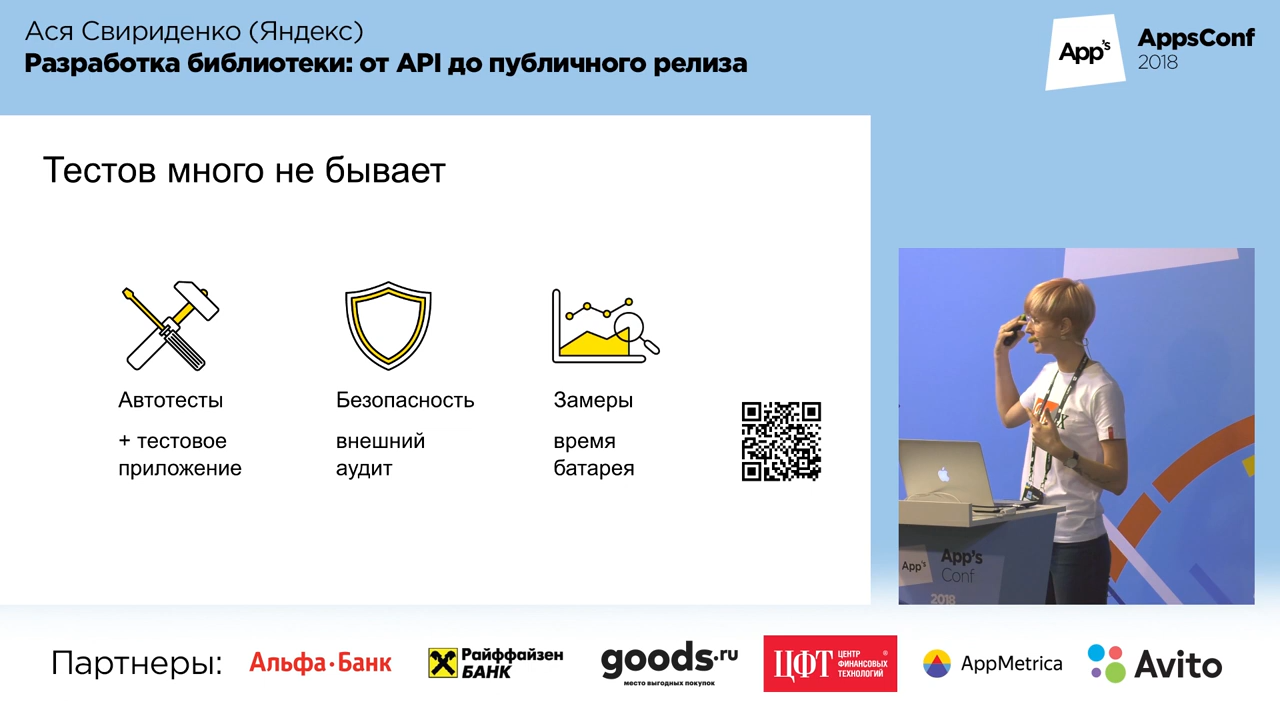 Ася Свириденко (Яндекс)
Разработка библиотеки: от API до публичного релиза
App's
AppsConf
2018
Тестов много не бывает
Автотесты
+ тестовое
приложение
Безопасность
внешний
аудит
Замеры
время
батарея
App's
App's
Conf
2018
Партнеры:
Альфа·Банк
Райффайзен
БАНК
goods.ru
место выгодных покупок
ЦФТ
ЦЕНТР
ФИНАНСОВЫХ
ТЕХНОЛОГИЙ
®
AppMetrica
Avito